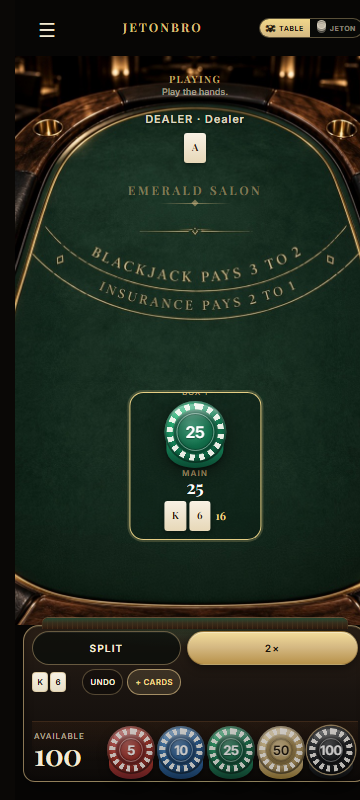 ☰
JETONBRO
TABLE
JETON
PLAYING
Play the hands.
DEALER · Dealer
A
EMERALD SALON
BLACKJACK PAYS 3 TO 2
INSURANCE PAYS 2 TO 1
25
MAIN
25
K 6 16
SPLIT
2×
K 6
UNDO
+ CARDS
AVAILABLE
100
5
10
25
50
100